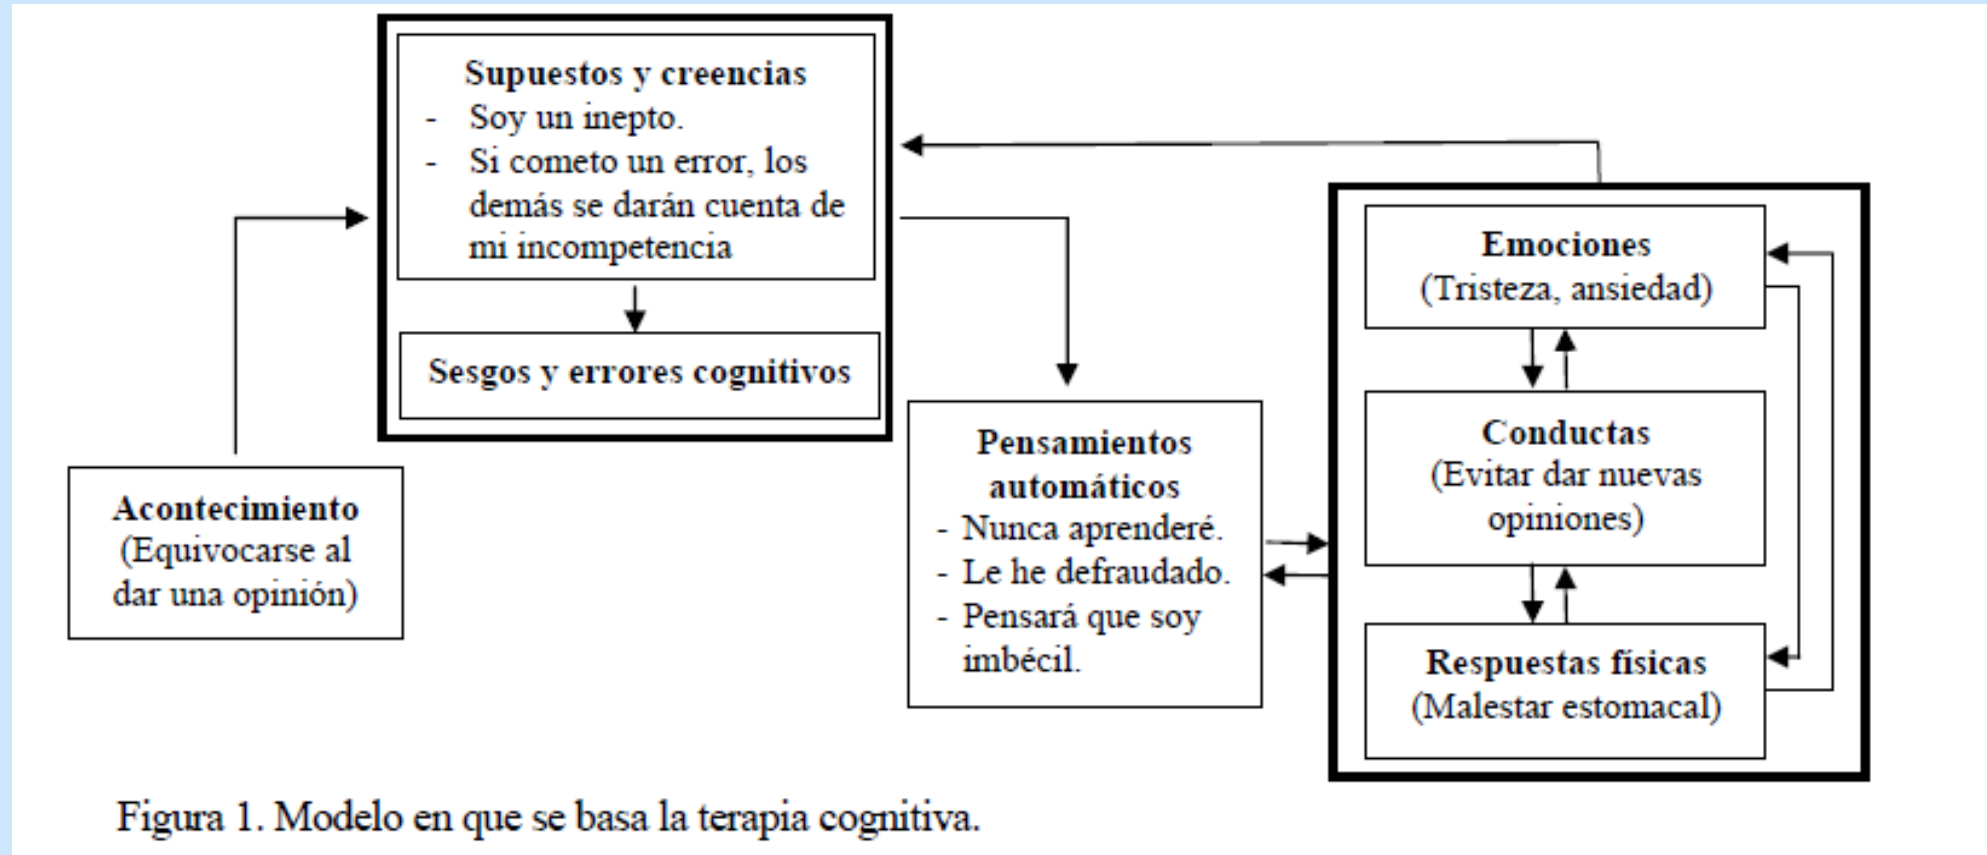 Supuestos y creencias
- Soy un inepto.
- Si cometo un error, los
demás se darán cuenta de
mi incompetencia
Sesgos y errores cognitivos
Acontecimiento
(Equivocarse al
dar una opinión)
Pensamientos
automáticos
- Nunca aprenderé.
- Le he defraudado.
- Pensará que soy
imbécil.
Emociones
(Tristeza, ansiedad)
Conductas
(Evitar dar nuevas
opiniones)
Respuestas físicas
(Malestar estomacal)
Figura 1. Modelo en que se basa la terapia cognitiva.